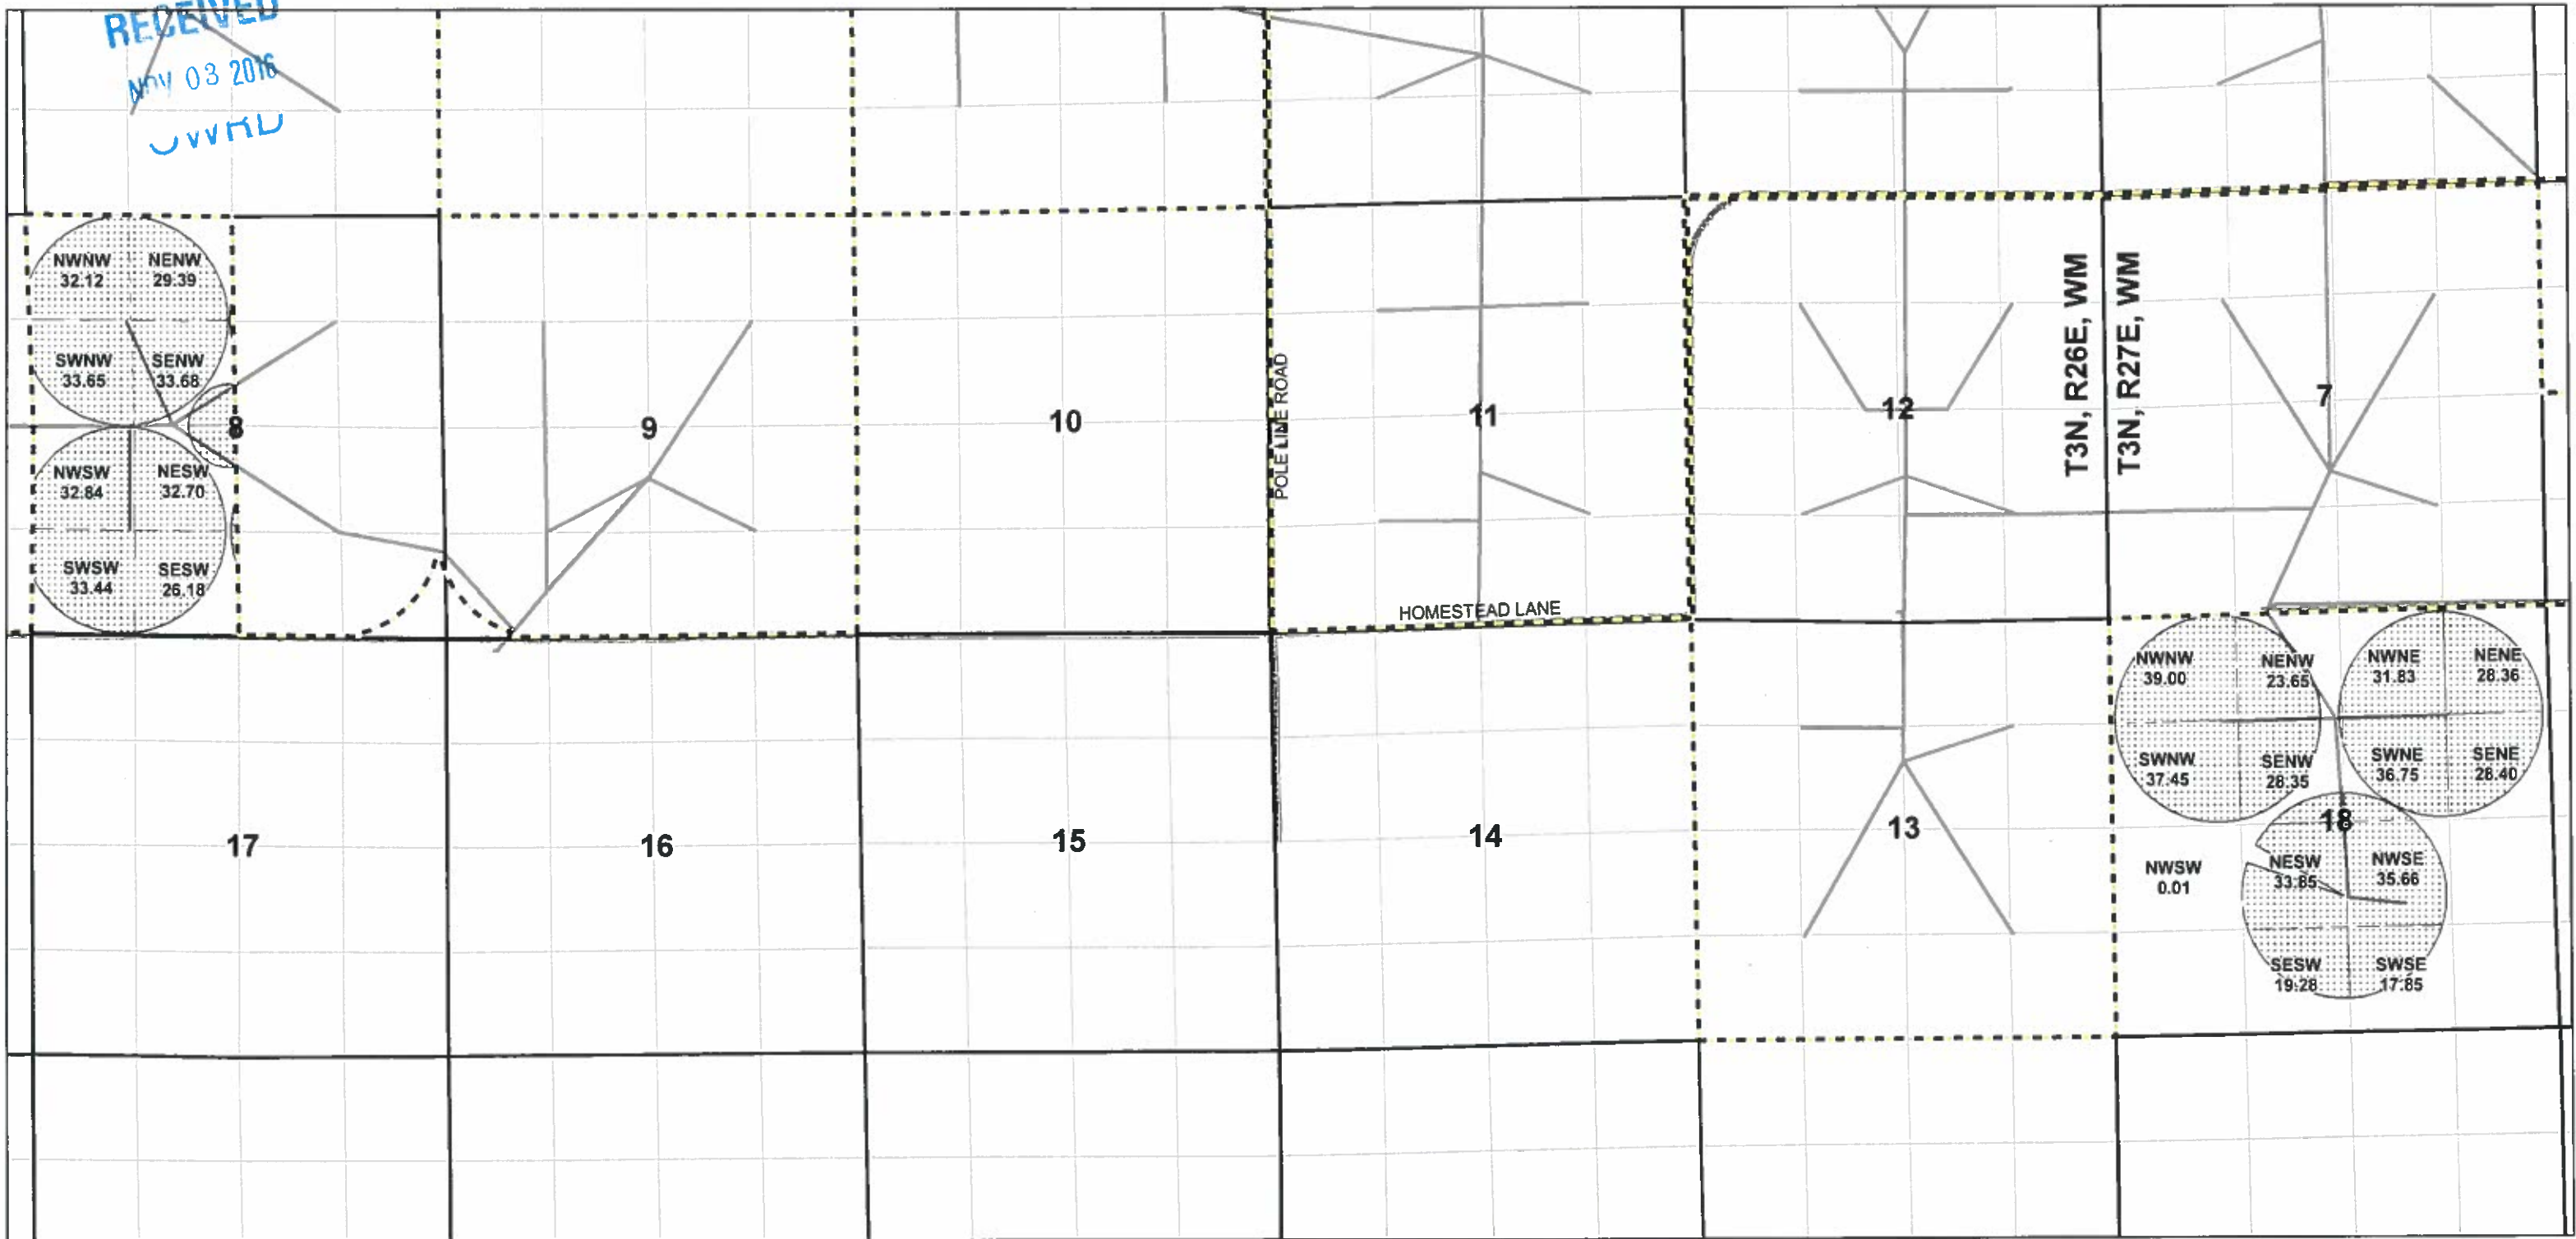 RECEIVED
NOV 03 2016
OWRD
NWNW
32.12
NENW
29.39
SWNW
33.65
SENW
33.68
8
NWSW
32.84
NESW
32.70
SWSW
33.44
SESW
26.18
9
10
POLE LINE ROAD
11
HOMESTEAD LANE
12
T3N, R26E, WM
T3N, R27E, WM
7
17
16
15
14
13
NWNW
39.00
NENW
23.65
NWNE
31.83
NENE
28.36
SWNW
37.45
SENW
28.35
SWNE
36.75
SENE
28.40
18
NWSW
0.01
NESW
33.85
NWSE
35.66
SESW
19.28
SWSE
17.85